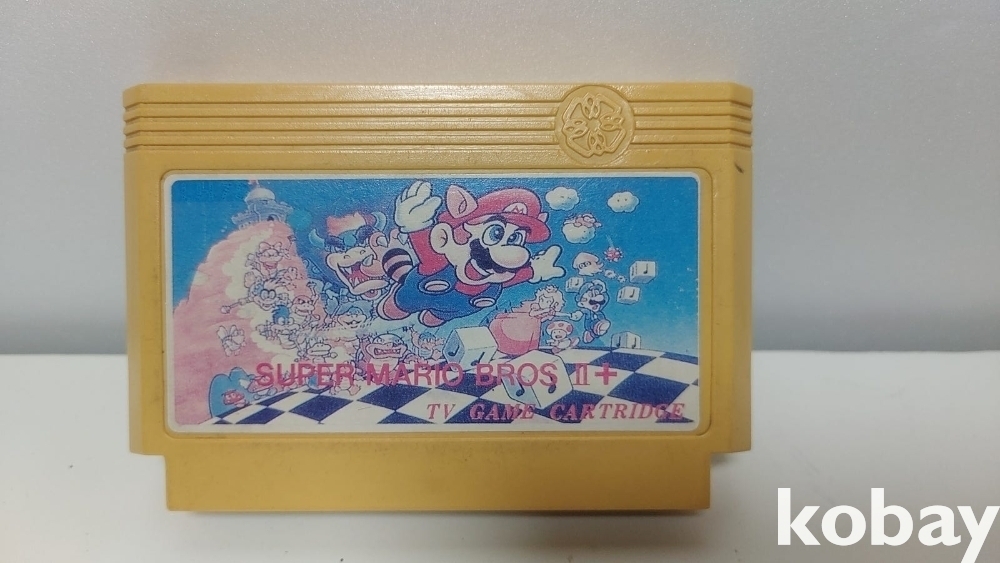 SUPER MARIO BROS II+
TV GAME CARTRIDGE
kobay